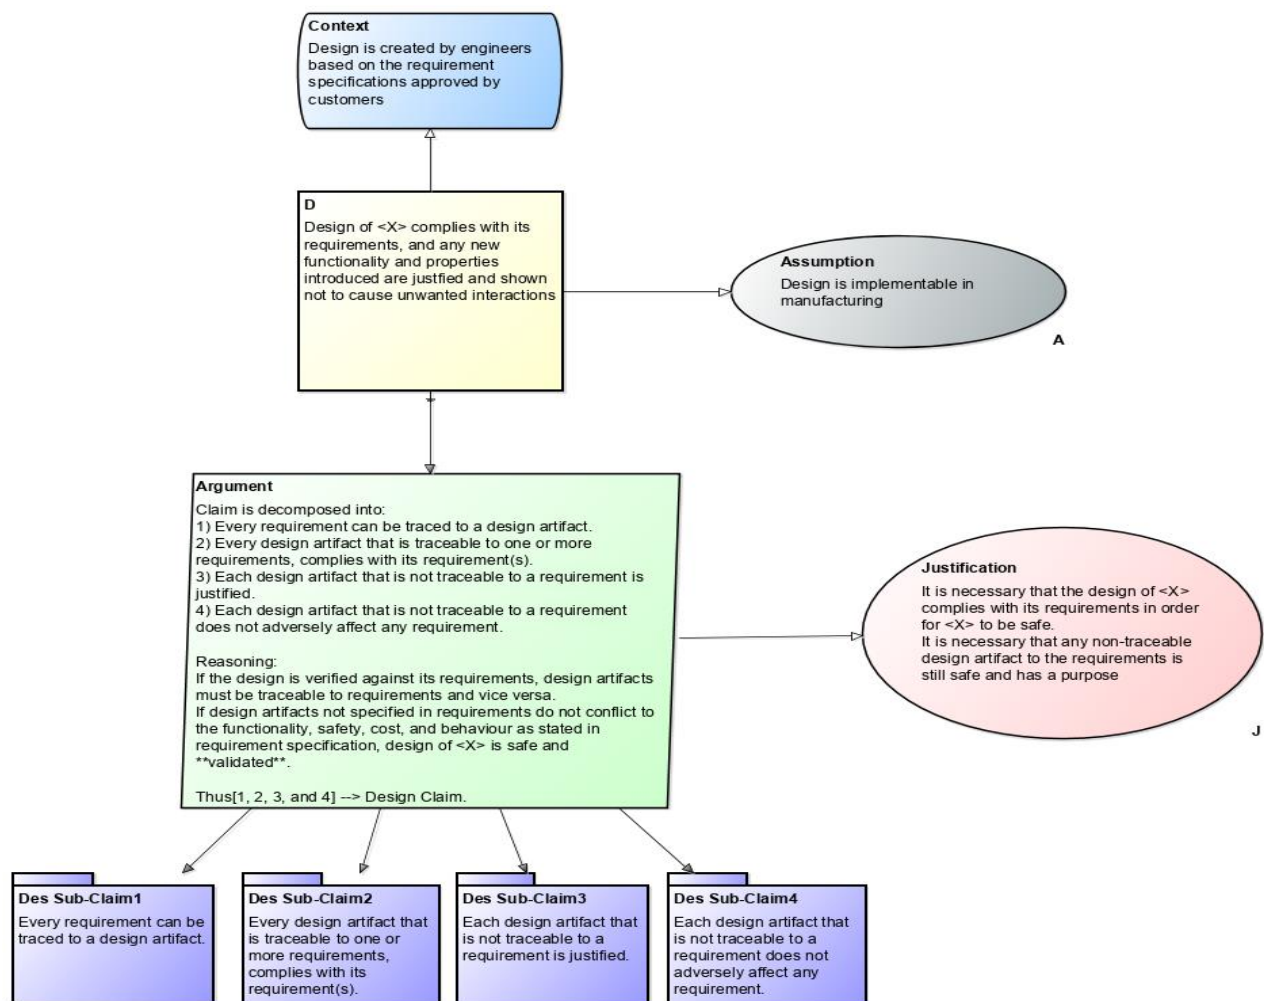 Context
Design is created by engineers
based on the requirement
specifications approved by
customers
D
Design of <X> complies with its
requirements, and any new
functionality and properties
introduced are justfied and shown
not to cause unwanted interactions
Assumption
Design is implementable in
manufacturing
A
Argument
Claim is decomposed into:
1) Every requirement can be traced to a design artifact.
2) Every design artifact that is traceable to one or more
requirements, complies with its requirement(s).
3) Each design artifact that is not traceable to a requirement is
justified.
4) Each design artifact that is not traceable to a requirement
does not adversely affect any requirement.
Reasoning:
If the design is verified against its requirements, design artifacts
must be traceable to requirements and vice versa.
If design artifacts not specified in requirements do not conflict to
the functionality, safety, cost, and behaviour as stated in
requirement specification, design of <X> is safe and
**validated**.
Thus[1, 2, 3, and 4] --> Design Claim.
Justification
It is necessary that the design of <X>
complies with its requirements in order
for <X> to be safe.
It is necessary that any non-traceable
design artifact to the requirements is
still safe and has a purpose
J
Des Sub-Claim1
Every requirement can be
traced to a design artifact.
Des Sub-Claim2
Every design artifact that
is traceable to one or
more requirements,
complies with its
requirement(s).
Des Sub-Claim3
Each design artifact that
is not traceable to a
requirement is justified.
Des Sub-Claim4
Each design artifact that
is not traceable to a
requirement does not
adversely affect any
requirement.